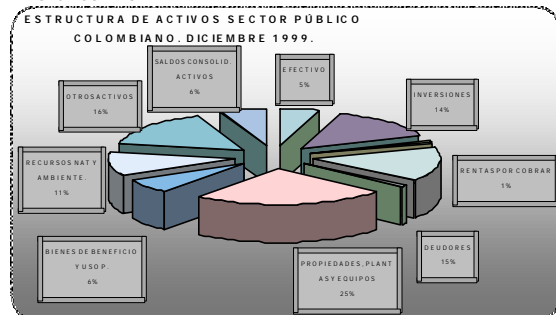 ESTRUCTURA DE ACTIVOS SECTOR PÚBLICO
COLOMBIANO. DICIEMBRE 1999.
SALDOS CONSOLID.
ACTIVOS
6%
EFECTIVO
5%
OTROS ACTIVOS
16%
INVERSIONES
14%
RECURSOS NAT Y
AMBIENTE.
11%
RENTAS POR COBRAR
1%
BIENES DE BENEFICIO
Y USO P.
6%
PROPIEDADES, PLANT
AS Y EQUIPOS
25%
DEUDORES
15%